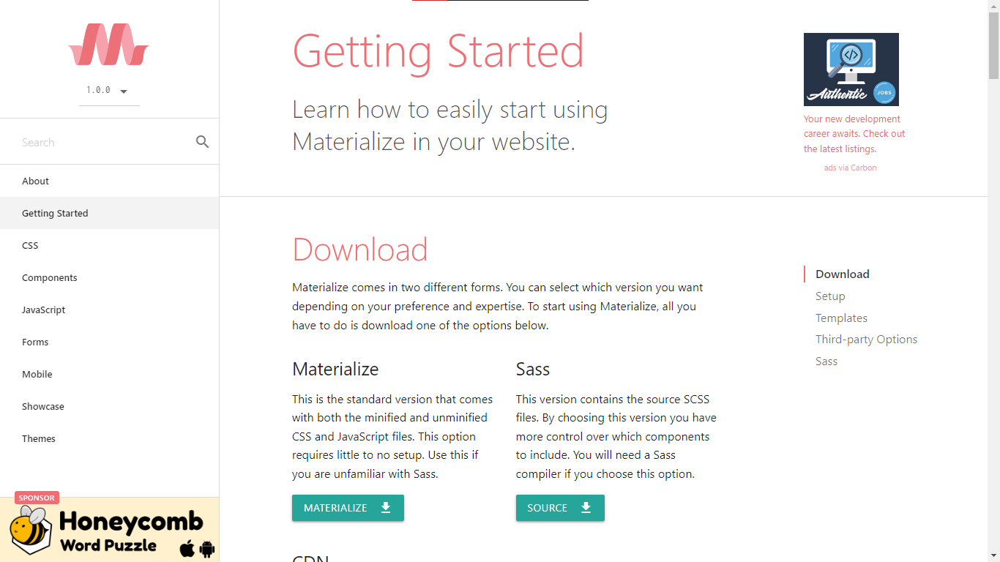 1.0.0
Search
About
Getting Started
CSS
Components
JavaScript
Forms
Mobile
Showcase
Themes
SPONSOR
Honeycomb
Word Puzzle
Getting Started
Learn how to easily start using
Materialize in your website.
Authentic
JOBS
Your new development
career awaits. Check out
the latest listings.
ads via Carbon
Download
Materialize comes in two different forms. You can select which version you want
depending on your preference and expertise. To start using Materialize, all you
have to do is download one of the options below.
Materialize
This is the standard version that comes
with both the minified and unminified
CSS and JavaScript files. This option
requires little to no setup. Use this if
you are unfamiliar with Sass.
MATERIALIZE
Sass
This version contains the source SCSS
files. By choosing this version you have
more control over which components
to include. You will need a Sass
compiler if you choose this option.
SOURCE
CDN
Download
Setup
Templates
Third-party Options
Sass